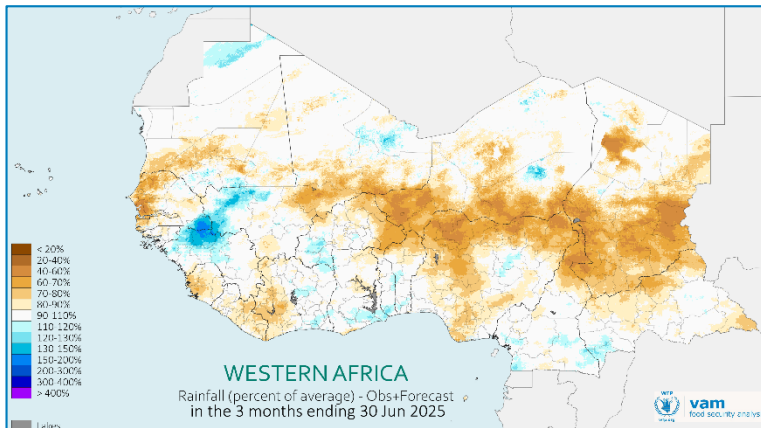 < 20%
20-40%
40-60%
60-70%
70-80%
80-90%
90-110%
110-120%
120-130%
130-150%
150-200%
200-300%
300-400%
> 400%
Lakes
WESTERN AFRICA
Rainfall (percent of average) - Obs+Forecast
in the 3 months ending 30 Jun 2025
WFP
vam
food security analysis